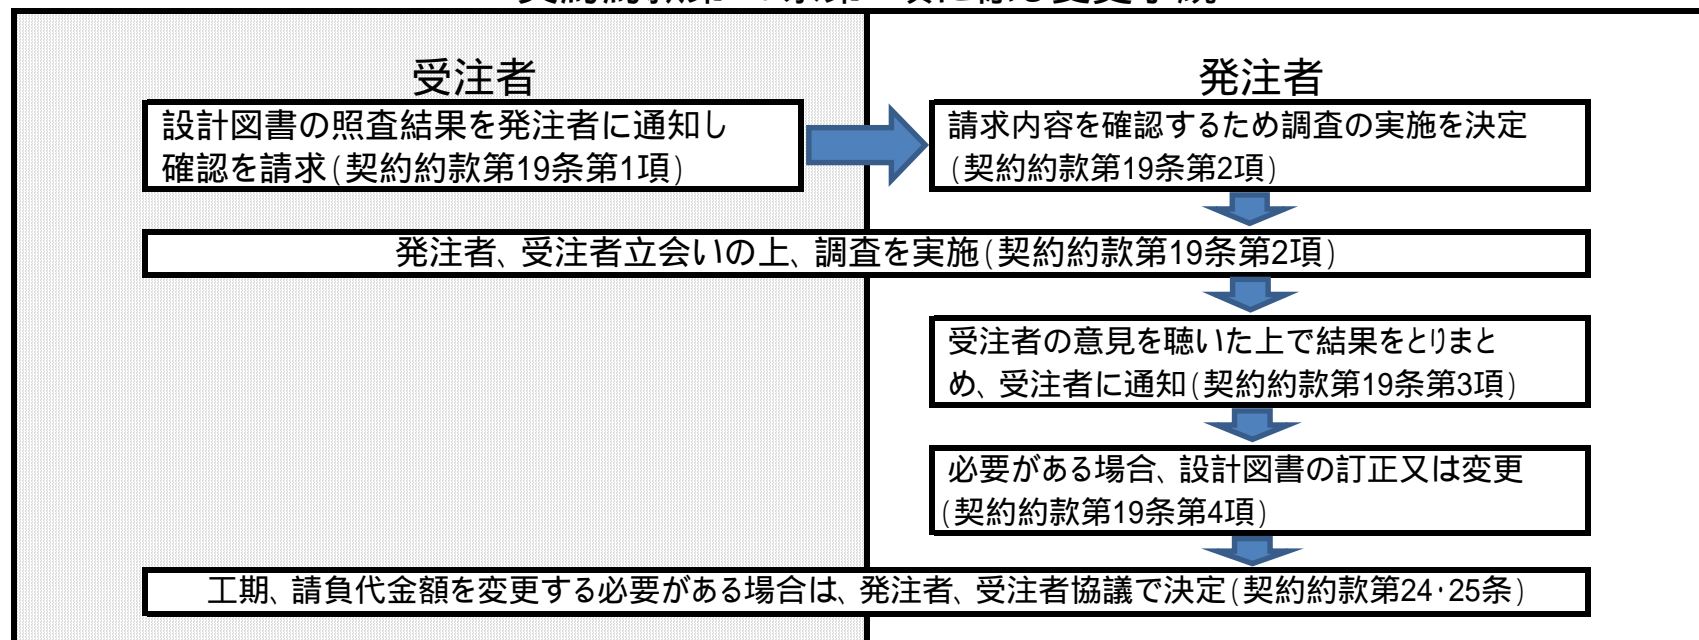 受注者
発注者
設計図書の照査結果を発注者に通知し
確認を請求(契約約款第19条第1項)
請求内容を確認するため調査の実施を決定
(契約約款第19条第2項)
発注者、受注者立会いの上、調査を実施(契約約款第19条第2項)
受注者の意見を聴いた上で結果をとりまと
め、受注者に通知(契約約款第19条第3項)
必要がある場合、設計図書の訂正又は変更
(契約約款第19条第4項)
工期、請負代金額を変更する必要がある場合は、発注者、受注者協議で決定(契約約款第24・25条)